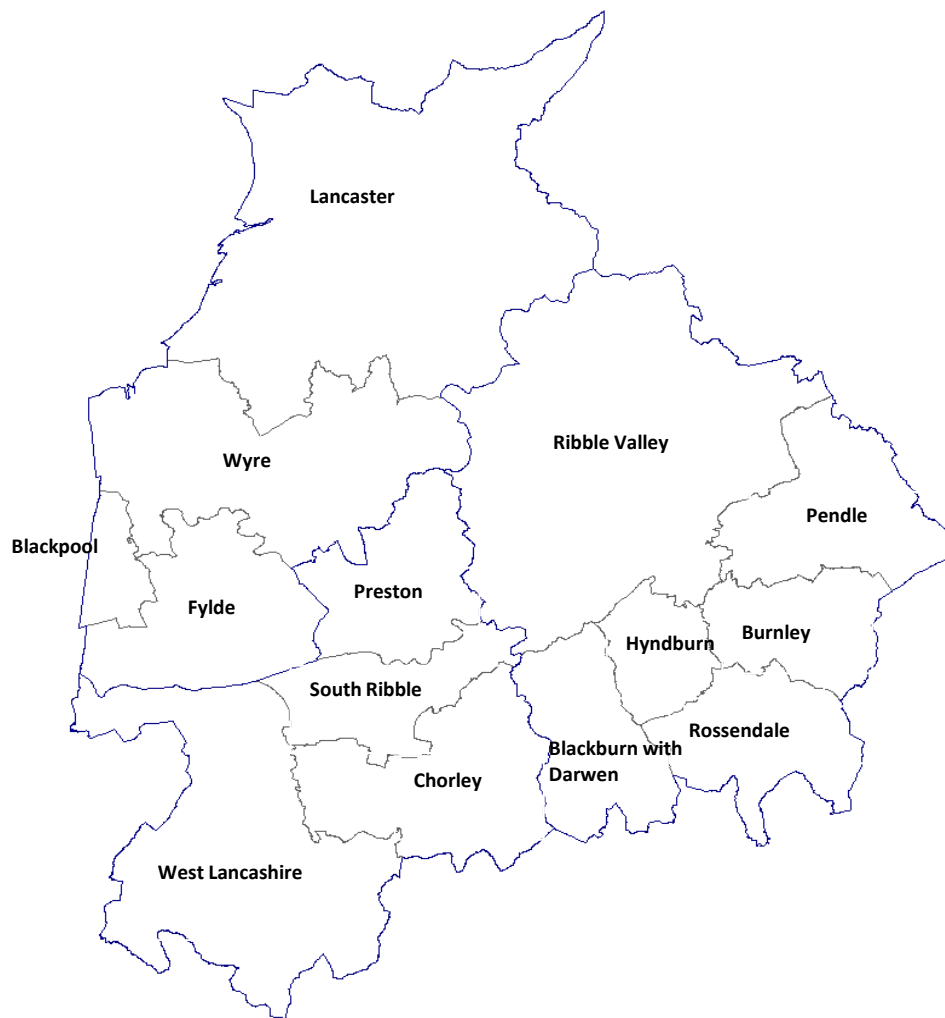 Lancaster
Ribble Valley
Wyre
Pendle
Blackpool
Preston
Fylde
Burnley
Hyndburn
South Ribble
Rossendale
Blackburn with
Darwen
Chorley
West Lancashire